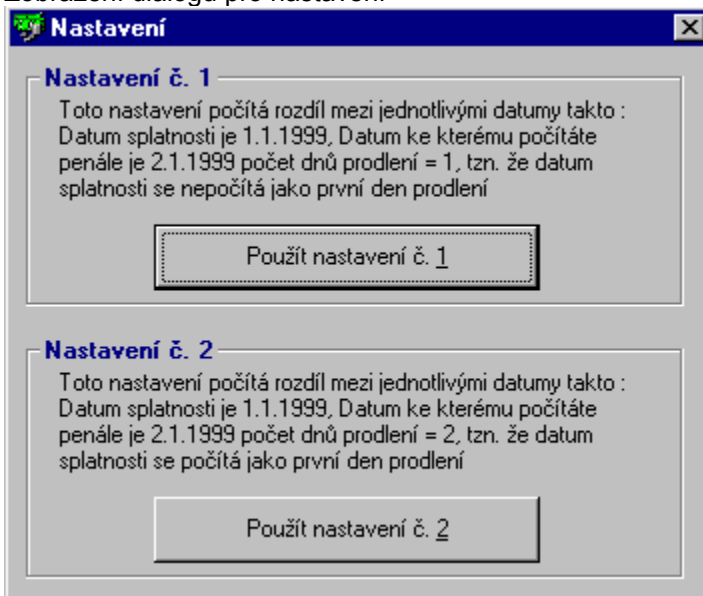 Zobrazení dialogu pro nastavení
Nastavení
Nastavení č. 1
Toto nastavení počítá rozdíl mezi jednotlivými datumy takto :
Datum splatnosti je 1.1.1999, Datum ke kterému počítáte
penále je 2.1.1999 počet dnů prodlení = 1, tzn. že datum
splatnosti se nepočítá jako první den prodlení
Použít nastavení č. 1
Nastavení č. 2
Toto nastavení počítá rozdíl mezi jednotlivými datumy takto :
Datum splatnosti je 1.1.1999, Datum ke kterému počítáte
penále je 2.1.1999 počet dnů prodlení = 2, tzn. že datum
splatnosti se počítá jako první den prodlení
Použít nastavení č. 2